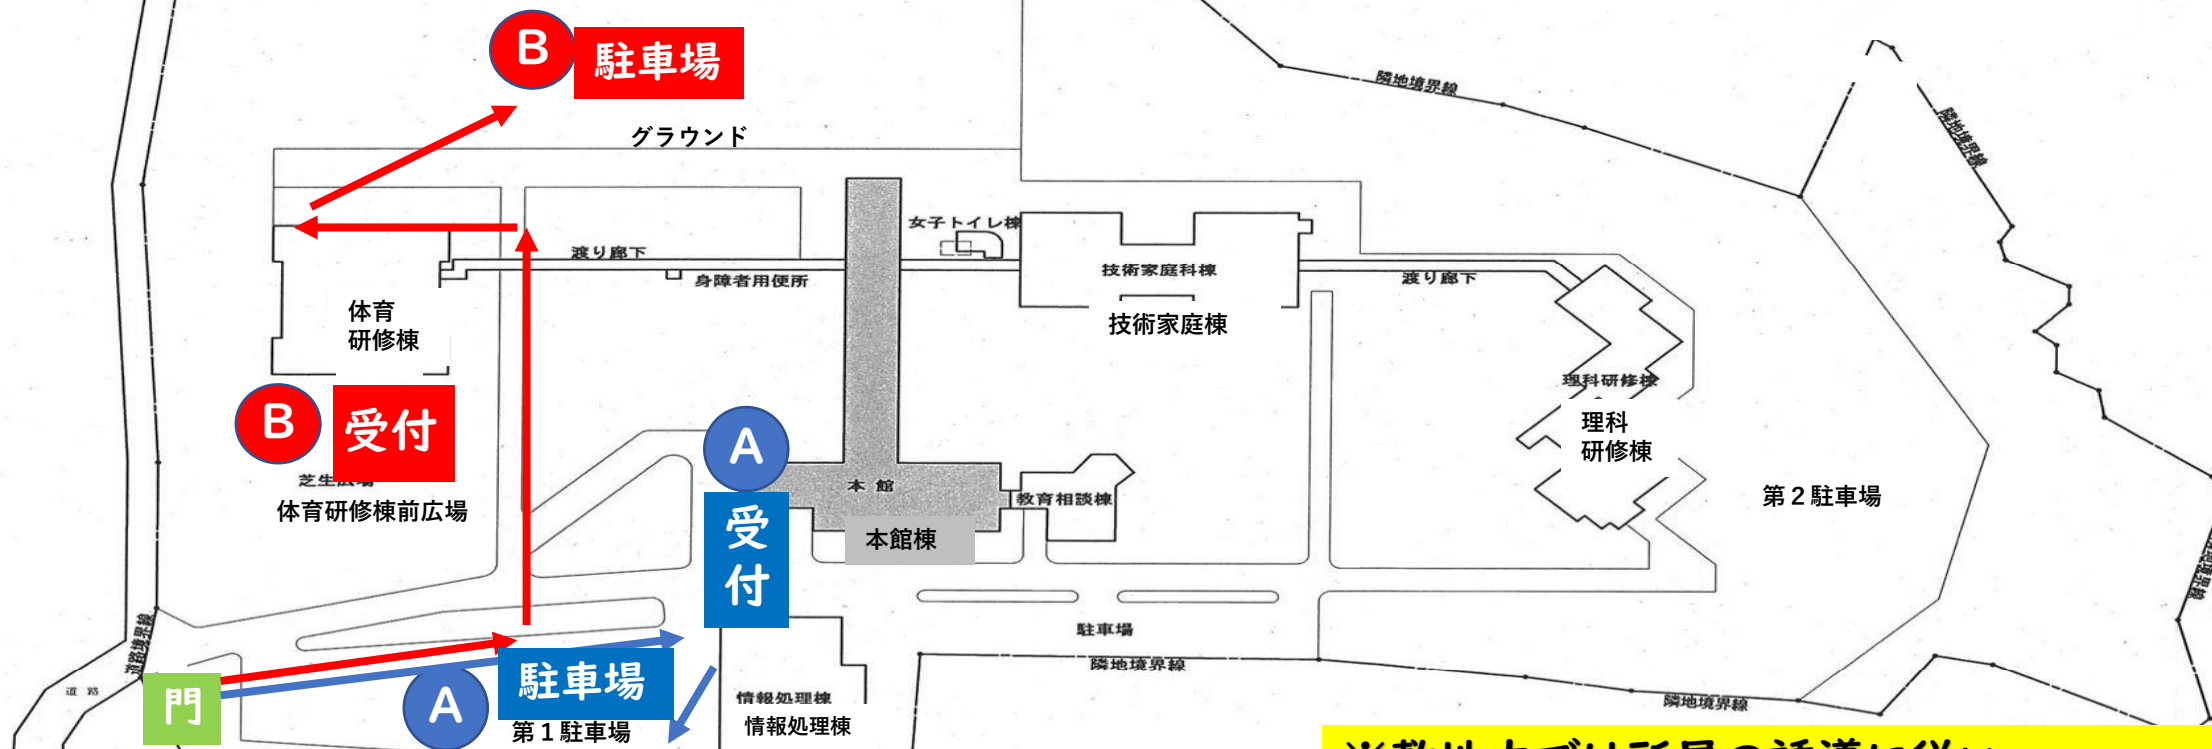 B
駐車場
グラウンド
隣地境界線
隣地境界線
女子トイレ棟
渡り廊下
身障者用便所
技術家庭科棟
渡り廊下
技術家庭棟
体育
研修棟
理科研修棟
理科
研修棟
B
受付
A
受付
芝生広場
体育研修棟前広場
本館
本館棟
教育相談棟
第2駐車場
駐車場
隣地境界線
隣地境界線
道路境界線
道路
門
A
駐車場
第1駐車場
情報処理棟
情報処理棟